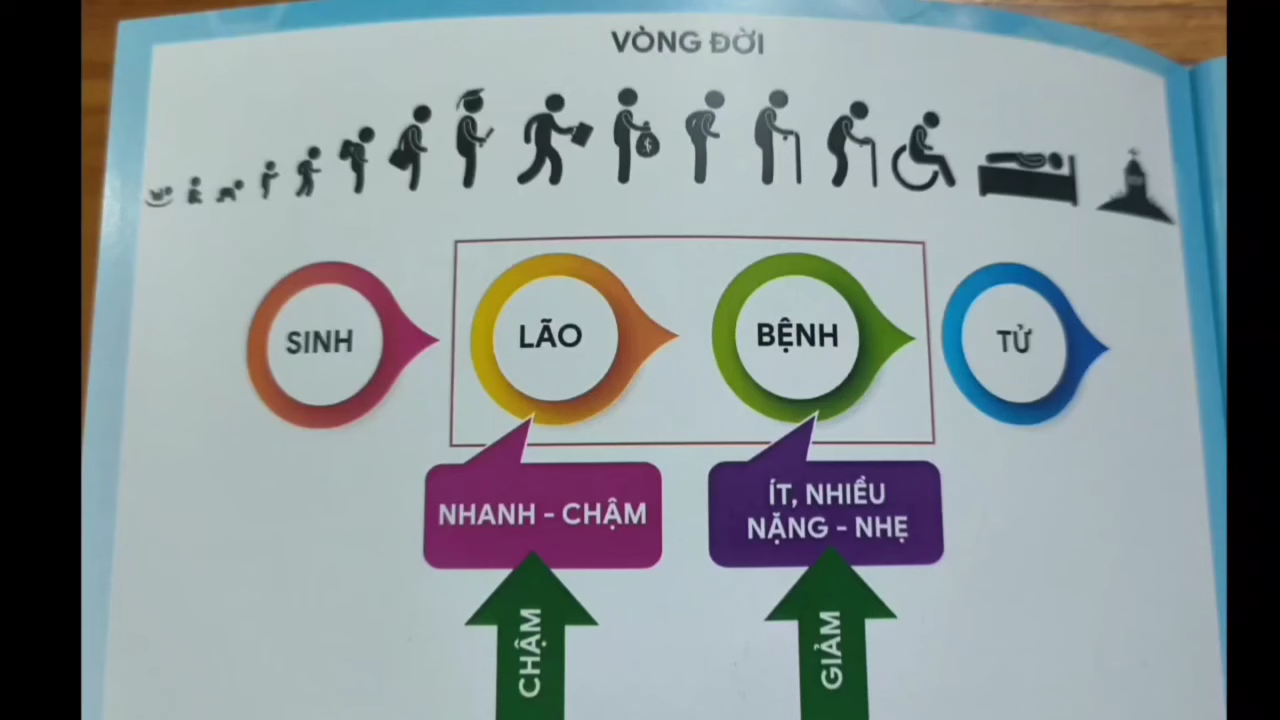 VÒNG ĐỜI
SINH
LÃO
BỆNH
TỬ
NHANH - CHẬM
ÍT, NHIỀU
NẶNG - NHẸ
CHẬM
GIẢM